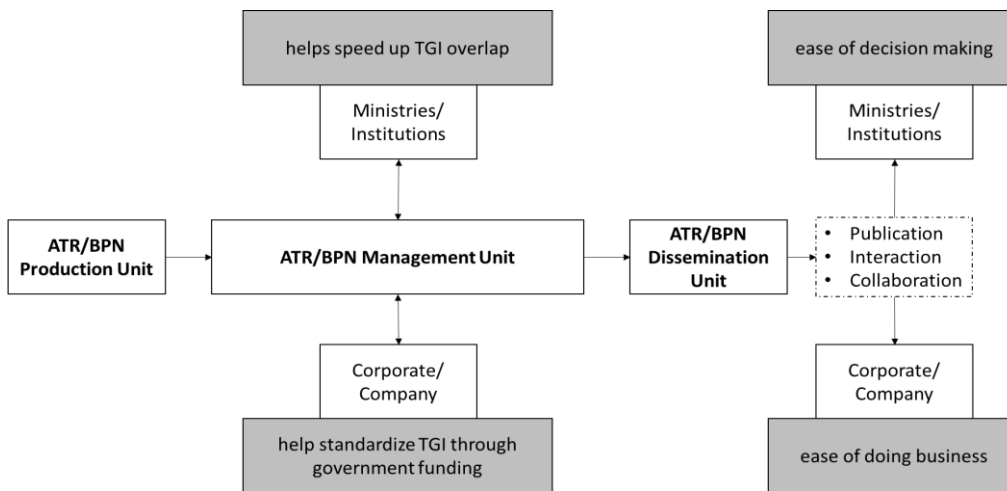 helps speed up TGI overlap
ease of decision making
Ministries/
Institutions
Ministries/
Institutions
ATR/BPN
Production Unit
ATR/BPN Management Unit
ATR/BPN
Dissemination
Unit
• Publication
• Interaction
• Collaboration
Corporate/
Company
Corporate/
Company
help standardize TGI through
government funding
ease of doing business